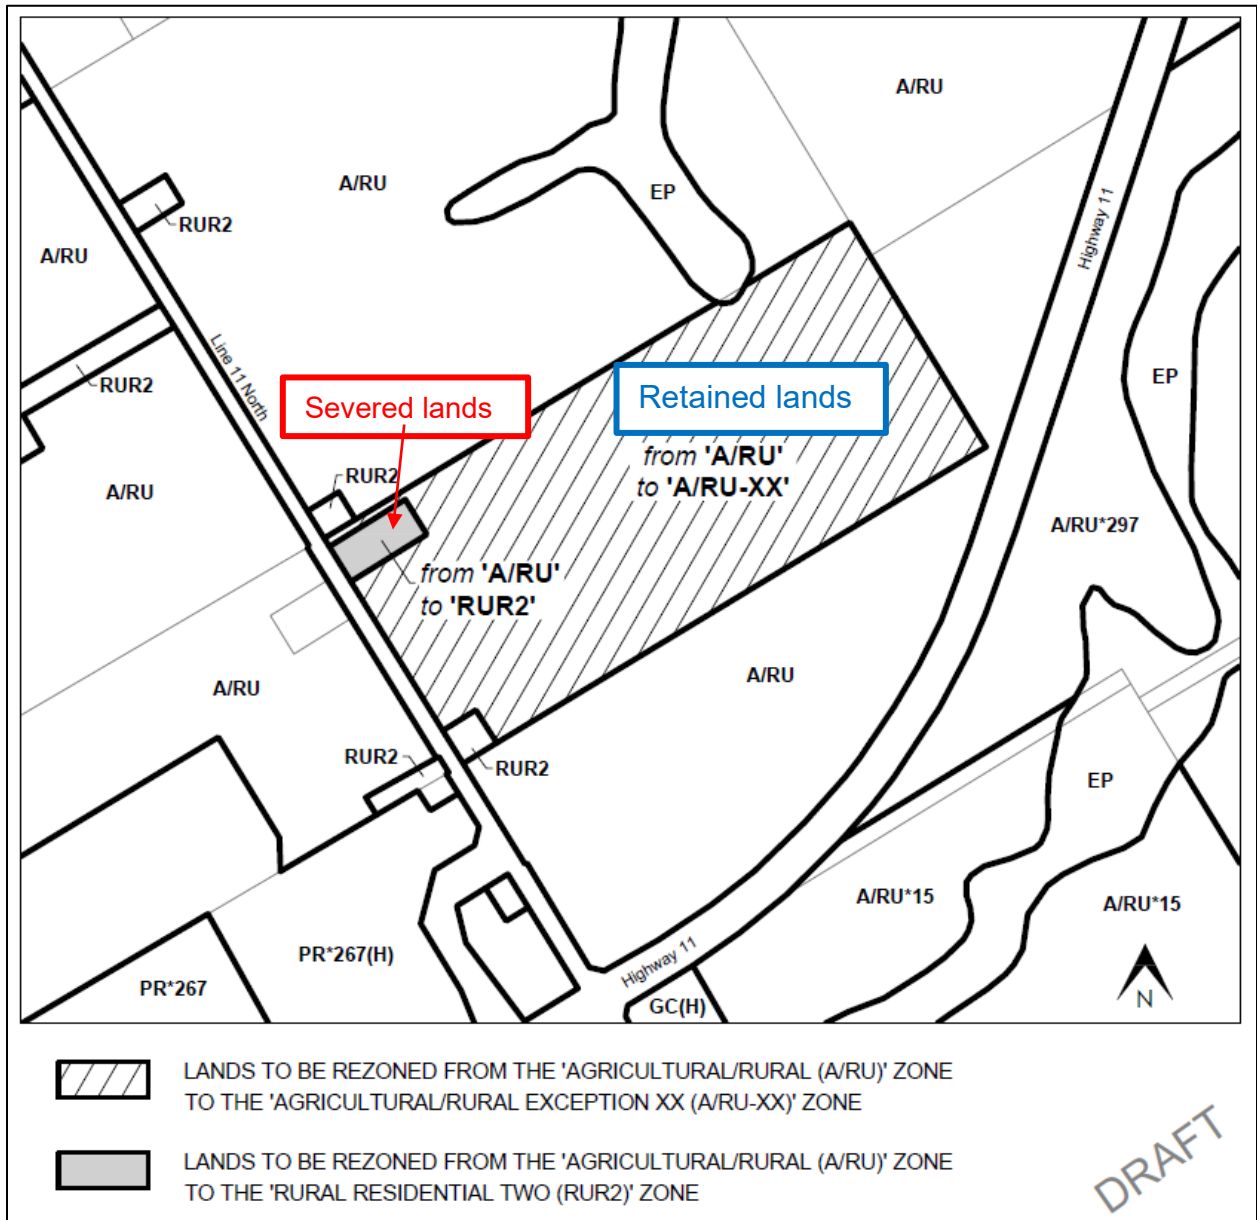 A/RU
A/RU
EP
RUR2
A/RU
Highway 11
Line 11 North
RUR2
EP
Severed lands
Retained lands
from 'A/RU'
to 'A/RU-XX'
RUR2
A/RU
A/RU*297
from 'A/RU'
to 'RUR2'
A/RU
A/RU
RUR2
RUR2
EP
A/RU*15
A/RU*15
PR*267(H)
Highway 11
PR*267
GC(H)
N
LANDS TO BE REZONED FROM THE 'AGRICULTURAL/RURAL (A/RU)' ZONE
TO THE 'AGRICULTURAL/RURAL EXCEPTION XX (A/RU-XX)' ZONE
LANDS TO BE REZONED FROM THE 'AGRICULTURAL/RURAL (A/RU)' ZONE
TO THE 'RURAL RESIDENTIAL TWO (RUR2)' ZONE
DRAFT